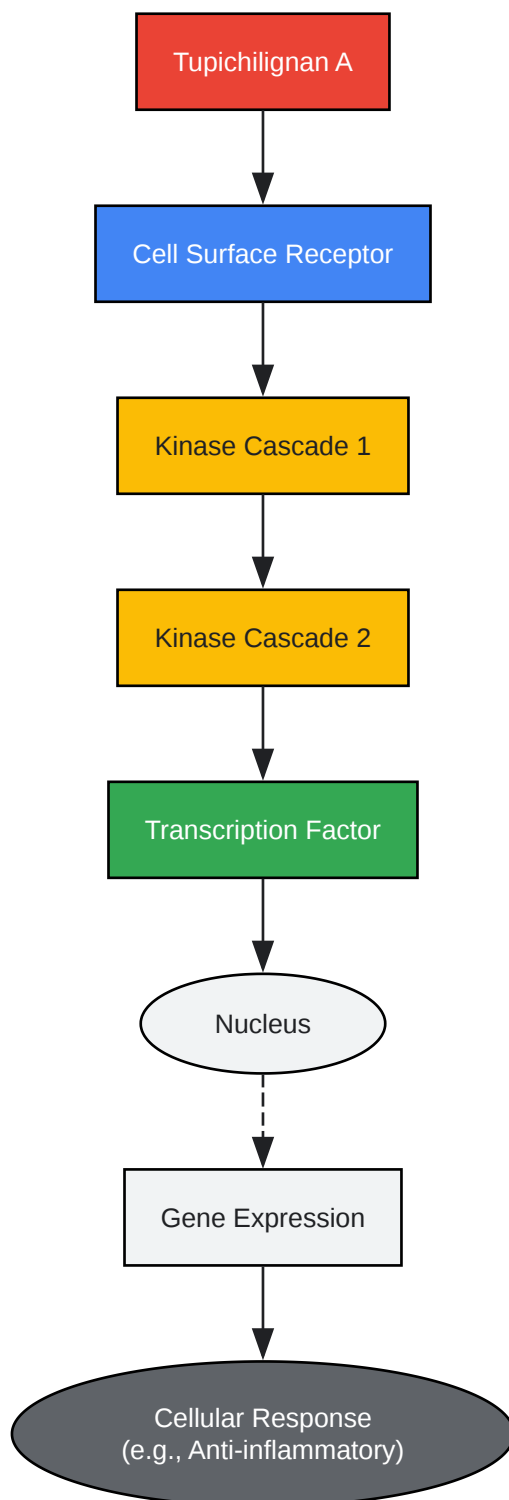 Tupichilignan A
Cell Surface Receptor
Kinase Cascade 1
Kinase Cascade 2
Transcription Factor
Nucleus
Gene Expression
Cellular Response
(e.g., Anti-inflammatory)